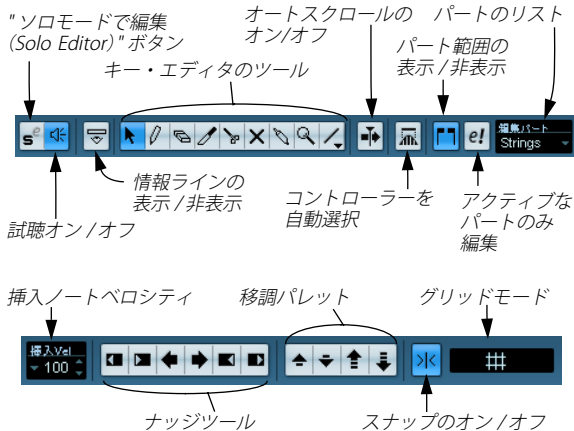 "ソロモードで編集
(Solo Editor)"ボタン
オートスクロールの
オン/オフ
パートのリスト
パート範囲の
表示 / 非表示
キー・エディタのツール
s e
e!
編集パート
Strings
情報ラインの
表示 / 非表示
試聴オン / オフ
コントローラーを
自動選択
アクティブな
パートのみ
編集
挿入ノートベロシティ
移調パレット
グリッドモード
挿入Vel
100
ナッジツール
スナップのオン / オフ